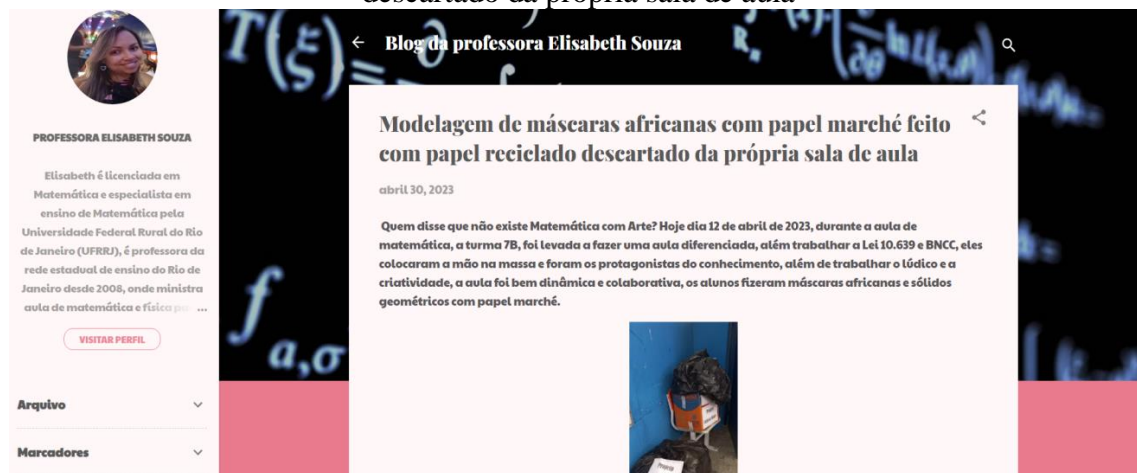 descartado da própria sala de aula
PROFESSORA ELISABETH SOUZA
Elisabeth é licenciada em
Matemática e especialista em
ensino de Matemática pela
Universidade Federal Rural do Rio
de Janeiro (UFRRJ), é professora da
rede estadual de ensino do Rio de
Janeiro desde 2008, onde ministra
aula de matemática e física
VISITAR PERFIL
Arquivo
Marcadores
Blog da professora Elisabeth Souza
Modelagem de máscaras africanas com papel marché feito
com papel reciclado descartado da própria sala de aula
abril 30, 2023
Quem disse que não existe Matemática com Arte? Hoje dia 12 de abril de 2023, durante a aula de
matemática, a turma 7B, foi levada a fazer uma aula diferenciada, além trabalhar a Lei 10.639 e BNCC, eles
colocaram a mão na massa e foram os protagonistas do conhecimento, além de trabalhar o lúdico e a
criatividade, a aula foi bem dinâmica e colaborativa, os alunos fizeram máscaras africanas e sólidos
geométricos com papel marché.